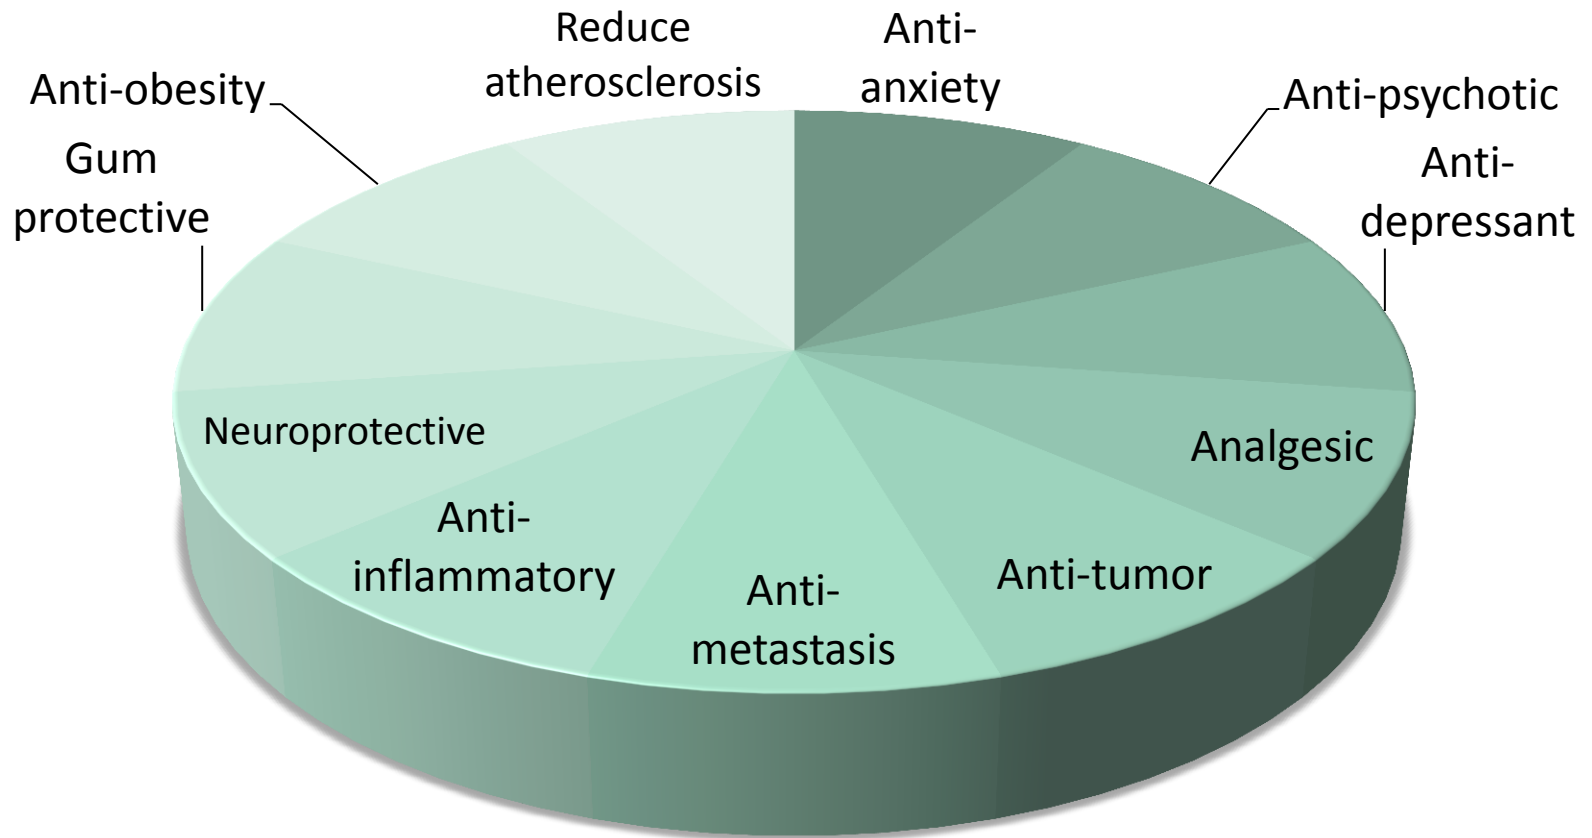 Reduce
atherosclerosis
Anti-
anxiety
Anti-obesity
Anti-psychotic
Gum
protective
Anti-
depressant
Neuroprotective
Analgesic
Anti-
inflammatory
Anti-
metastasis
Anti-tumor